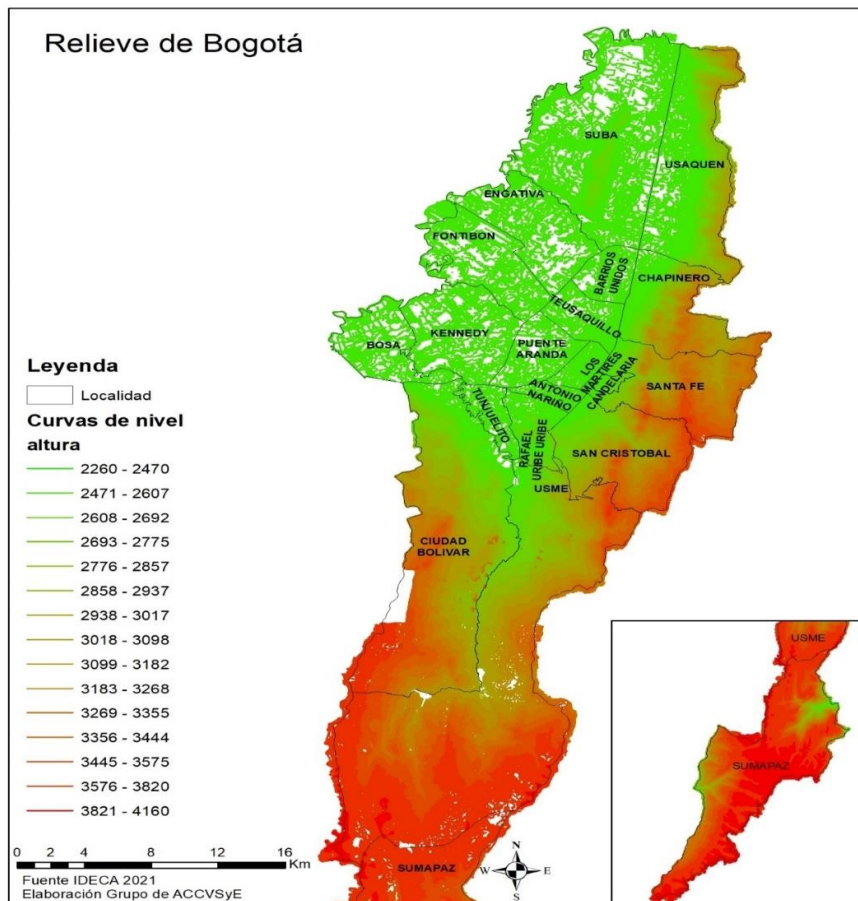 Relieve de Bogotá
SUBA
USAQUEN
ENGATIVA
FONTIBON
BARRIOS
UNIDOS
CHAPINERO
TEUSAQUILLO
BOSA
KENNEDY
PUENTE
ARANDA
LOS
MARTIRES
CANDELARIA
SANTA FE
ANTONIO
NARIÑO
TUNJUELITO
RAFAEL
URIBE URIBE
SAN CRISTOBAL
USME
CIUDAD
BOLIVAR
SUMAPAZ
Leyenda
Localidad
Curvas de nivel
altura
2260 - 2470
2471 - 2607
2608 - 2692
2693 - 2775
2776 - 2857
2858 - 2937
2938 - 3017
3018 - 3098
3099 - 3182
3183 - 3268
3269 - 3355
3356 - 3444
3445 - 3575
3576 - 3820
3821 - 4160
0 2 4 8 12 16
Km
Fuente IDECA 2021
Elaboración Grupo de ACCVSyE
N
W E
S
USME
SUMAPAZ